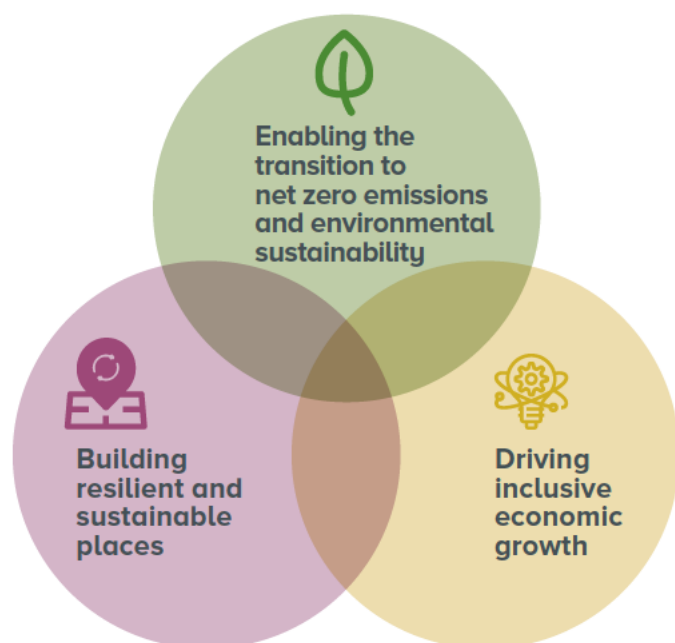 Enabling the
transition to
net zero emissions
and environmental
sustainability
Building
resilient and
sustainable
places
Driving
inclusive
economic
growth